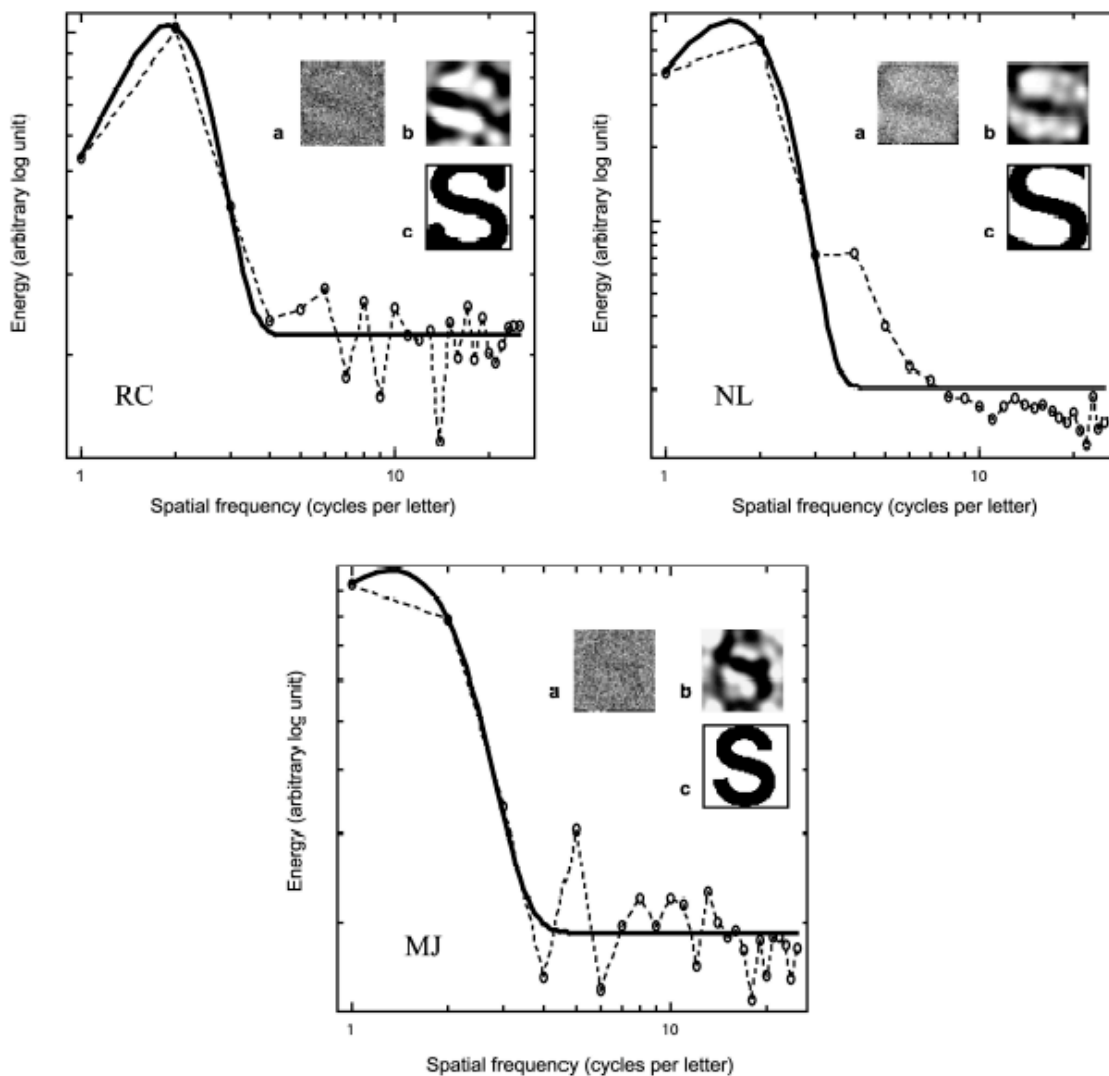 Energy (arbitrary log unit)
a
b
c
S
RC
1
10
Spatial frequency (cycles per letter)
Energy (arbitrary log unit)
a
b
c
S
NL
1
10
Spatial frequency (cycles per letter)
Energy (arbitrary log unit)
a
b
c
S
MJ
1
10
Spatial frequency (cycles per letter)